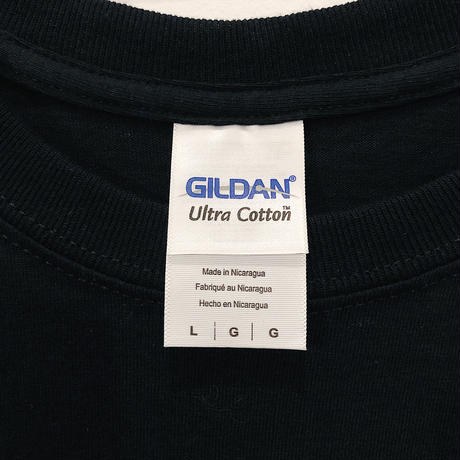 GILDAN®
Ultra Cotton™
Made in Nicaragua
Fabriqué au Nicaragua
Hecho en Nicaragua
L | G | G